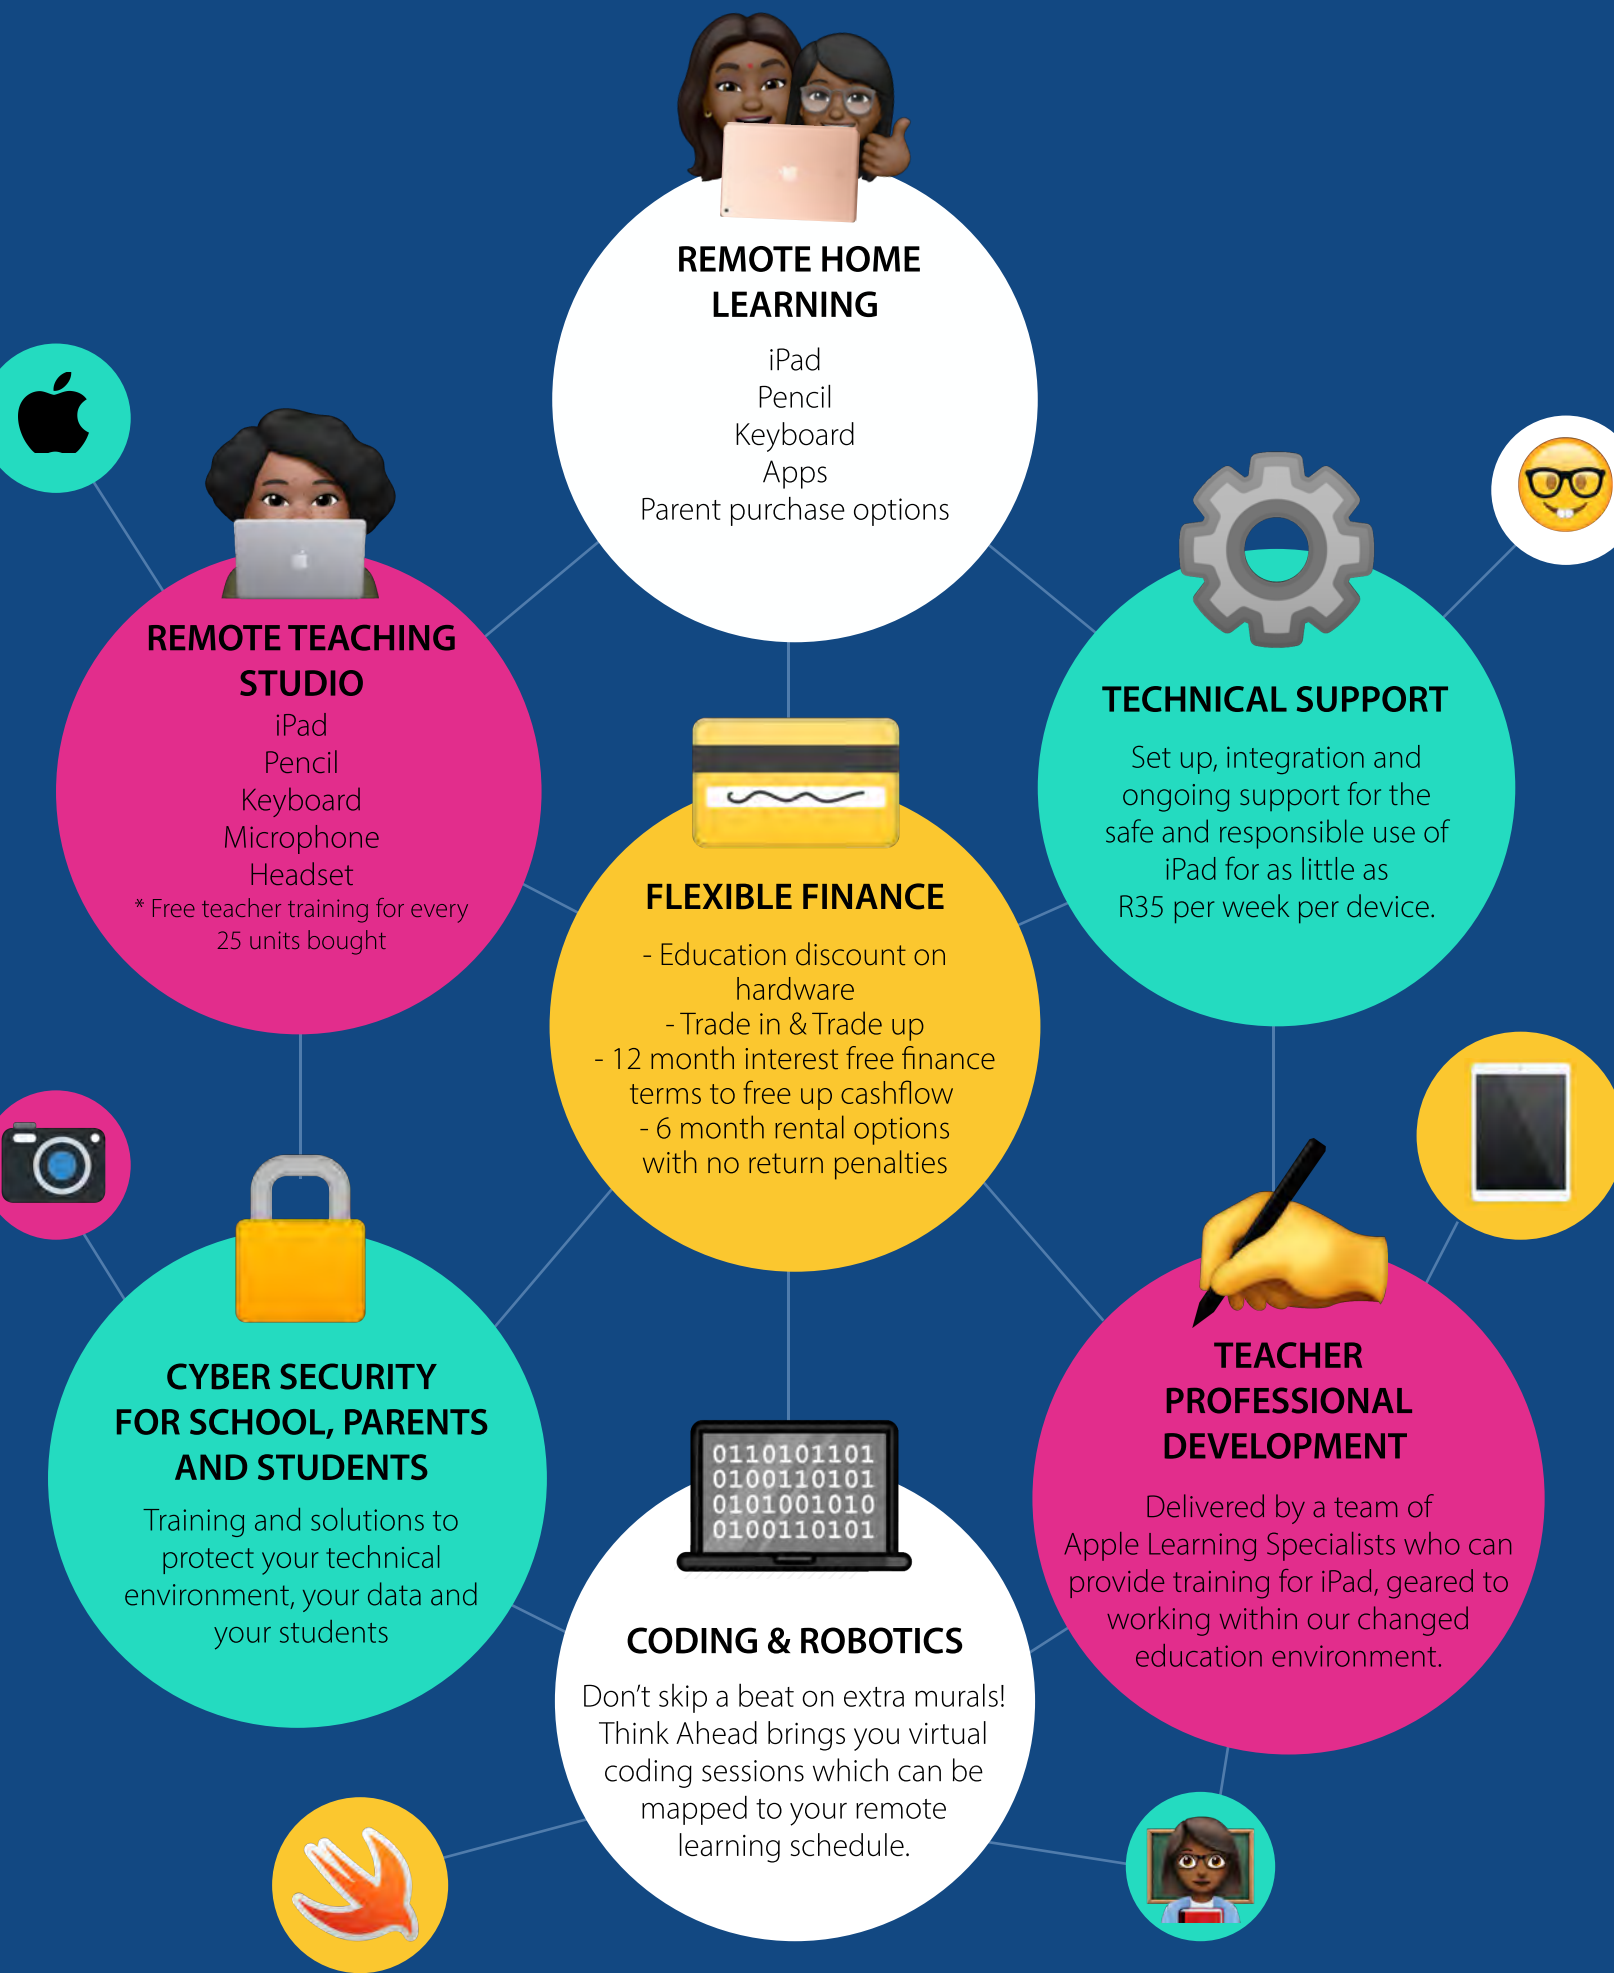 REMOTE HOME
LEARNING
iPad
Pencil
Keyboard
Apps
Parent purchase options
REMOTE TEACHING
STUDIO
iPad
Pencil
Keyboard
Microphone
Headset
* Free teacher training for every
25 units bought
TECHNICAL SUPPORT
Set up, integration and
ongoing support for the
safe and responsible use of
iPad for as little as
R35 per week per device.
FLEXIBLE FINANCE
- Education discount on
hardware
- Trade in & Trade up
- 12 month interest free finance
terms to free up cashflow
- 6 month rental options
with no return penalties
CYBER SECURITY
FOR SCHOOL, PARENTS
AND STUDENTS
Training and solutions to
protect your technical
environment, your data and
your students
TEACHER
PROFESSIONAL
DEVELOPMENT
Delivered by a team of
Apple Learning Specialists who can
provide training for iPad, geared to
working within our changed
education environment.
0110101101
0100110101
0101001010
0100110101
CODING & ROBOTICS
Don't skip a beat on extra murals!
Think Ahead brings you virtual
coding sessions which can be
mapped to your remote
learning schedule.